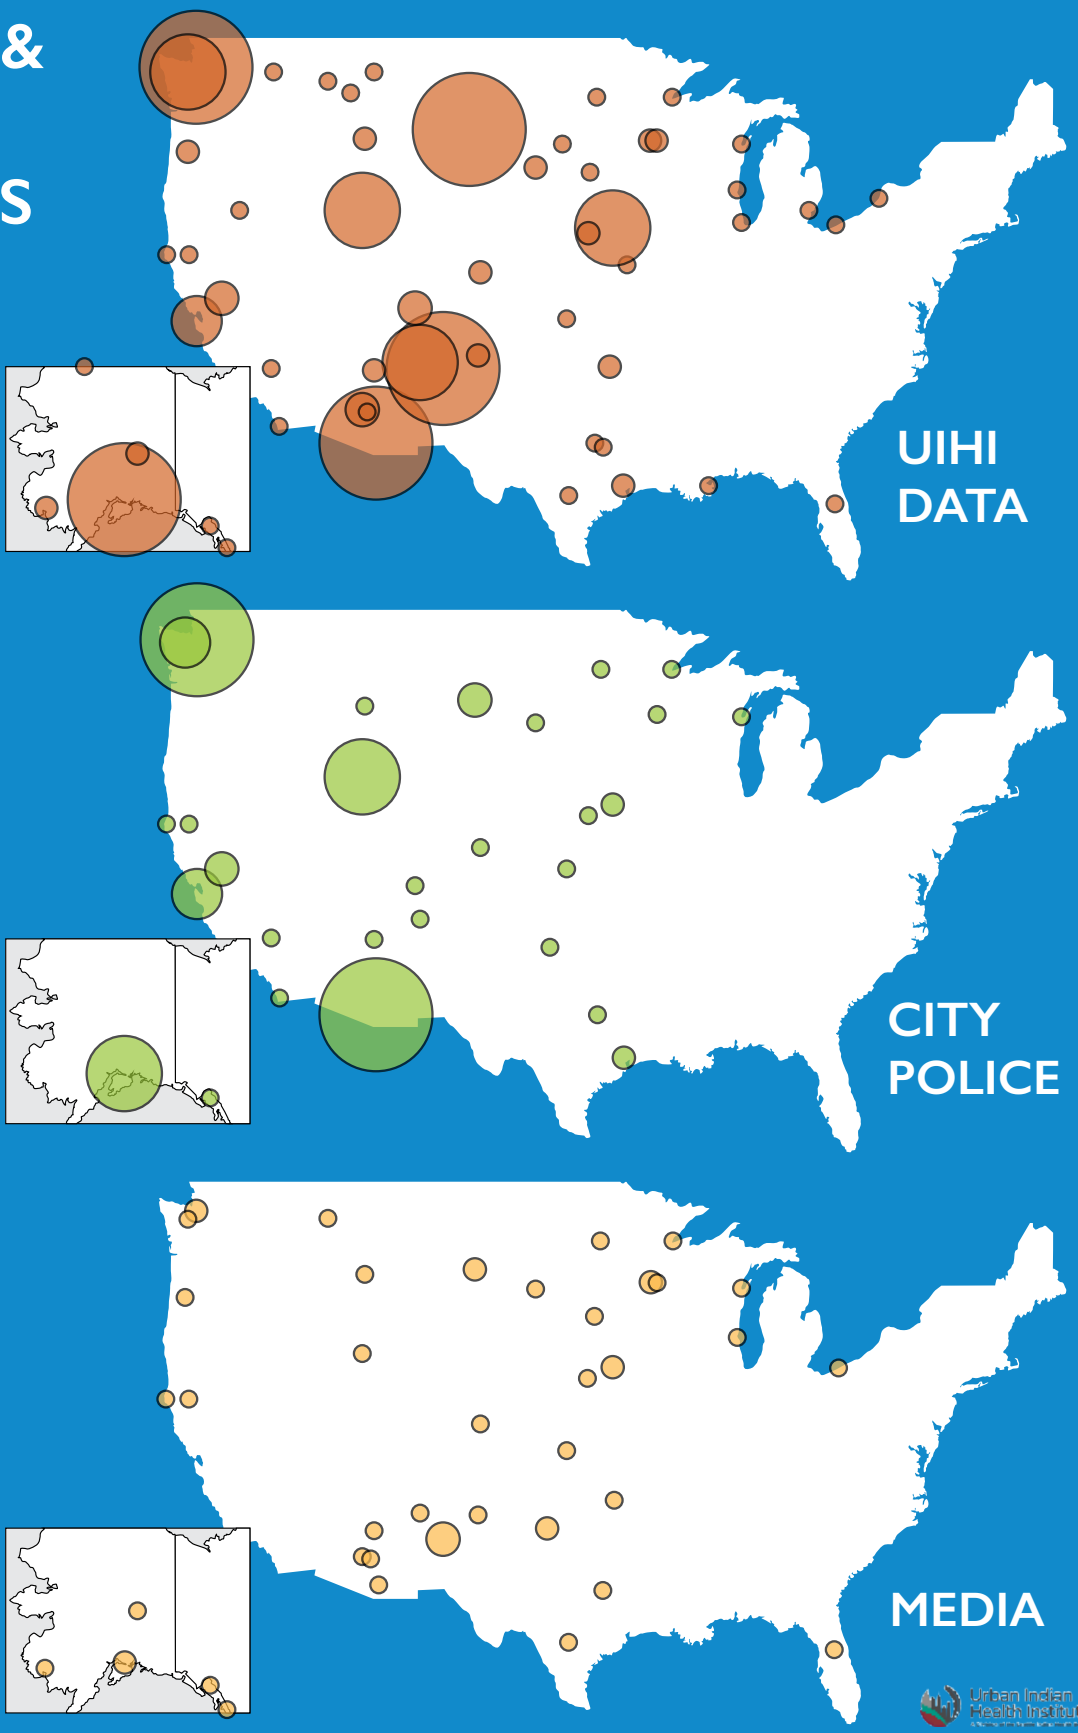 &
S
UIHI
DATA
CITY
POLICE
MEDIA
Urban Indian
Health Institu